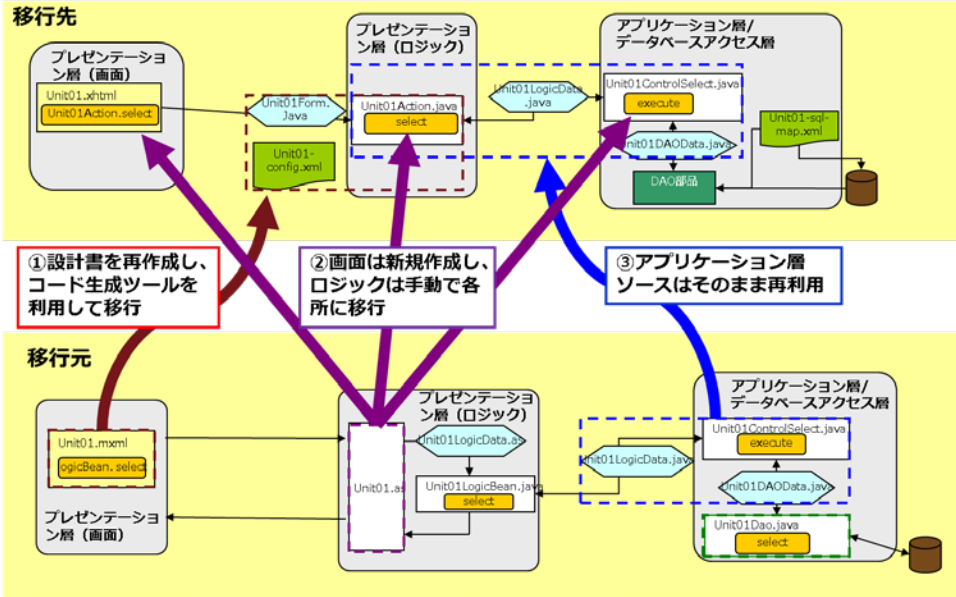 移行先
プレゼンテーショ
ン層（画面）
Unit01.xhtml
Unit01Action.select
プレゼンテーショ
ン層（ロジック）
Unit01Form.
Java
Unit01Action.java
select
Unit01-
config.xml
Unit01LogicData
.java
アプリケーション層/
データベースアクセス層
Unit01ControlSelect.java
execute
Unit01DAOData.java
DAO部品
Unit01-sql-
map.xml
①設計書を再作成し、
コード生成ツールを
利用して移行
②画面は新規作成し、
ロジックは手動で各
所に移行
③アプリケーション層
ソースはそのまま再利用
移行元
Unit01.mxml
ogicBean. select
プレゼンテーショ
ン層（画面）
プレゼンテーショ
ン層（ロジック）
Unit01.as
Unit01LogicData.as
Unit01LogicBean.java
select
Unit01LogicData.java
アプリケーション層/
データベースアクセス層
Unit01ControlSelect.java
execute
Unit01DAOData.java
Unit01Dao.java
select